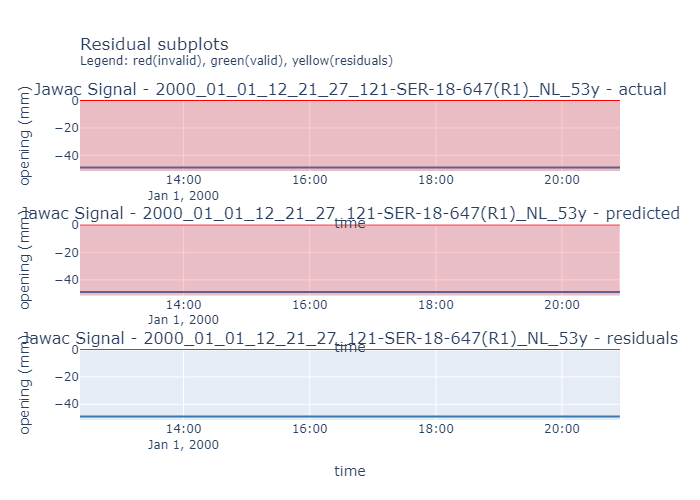 Residual subplots
Legend: red(invalid), green(valid), yellow(residuals)
Jawac Signal - 2000_01_01_12_21_27_121-SER-18-647(R1)_NL_53y - actual
opening (mm)
0
−20
−40
14:00 16:00 18:00 20:00
Jan 1, 2000
time
Jawac Signal - 2000_01_01_12_21_27_121-SER-18-647(R1)_NL_53y - predicted
opening (mm)
0
−20
−40
14:00 16:00 18:00 20:00
Jan 1, 2000
time
Jawac Signal - 2000_01_01_12_21_27_121-SER-18-647(R1)_NL_53y - residuals
opening (mm)
0
−20
−40
14:00 16:00 18:00 20:00
Jan 1, 2000
time